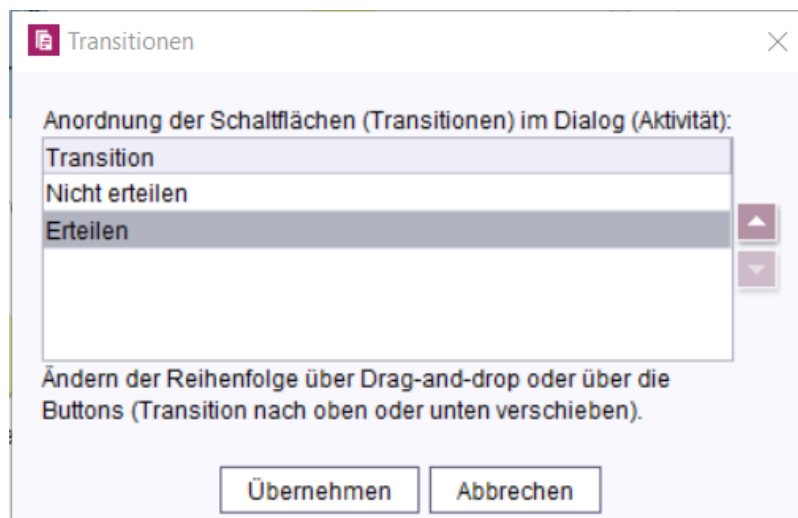 Transitionen
Anordnung der Schaltflächen (Transitionen) im Dialog (Aktivität):
Transition
Nicht erteilen
Erteilen
Ändern der Reihenfolge über Drag-and-drop oder über die
Buttons (Transition nach oben oder unten verschieben).
Übernehmen
Abbrechen